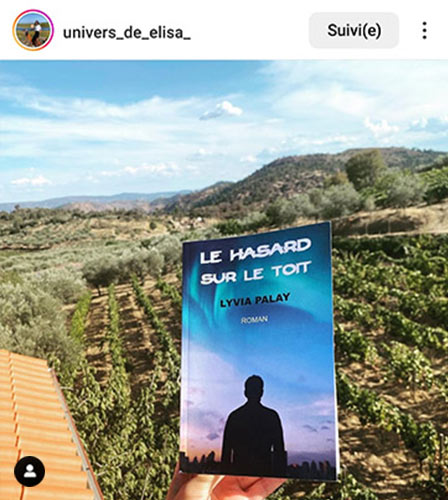 univers_de_elisa_
Suivi(e)
LE HASARD
SUR LE TOIT
LYVIA PALAY
ROMAN